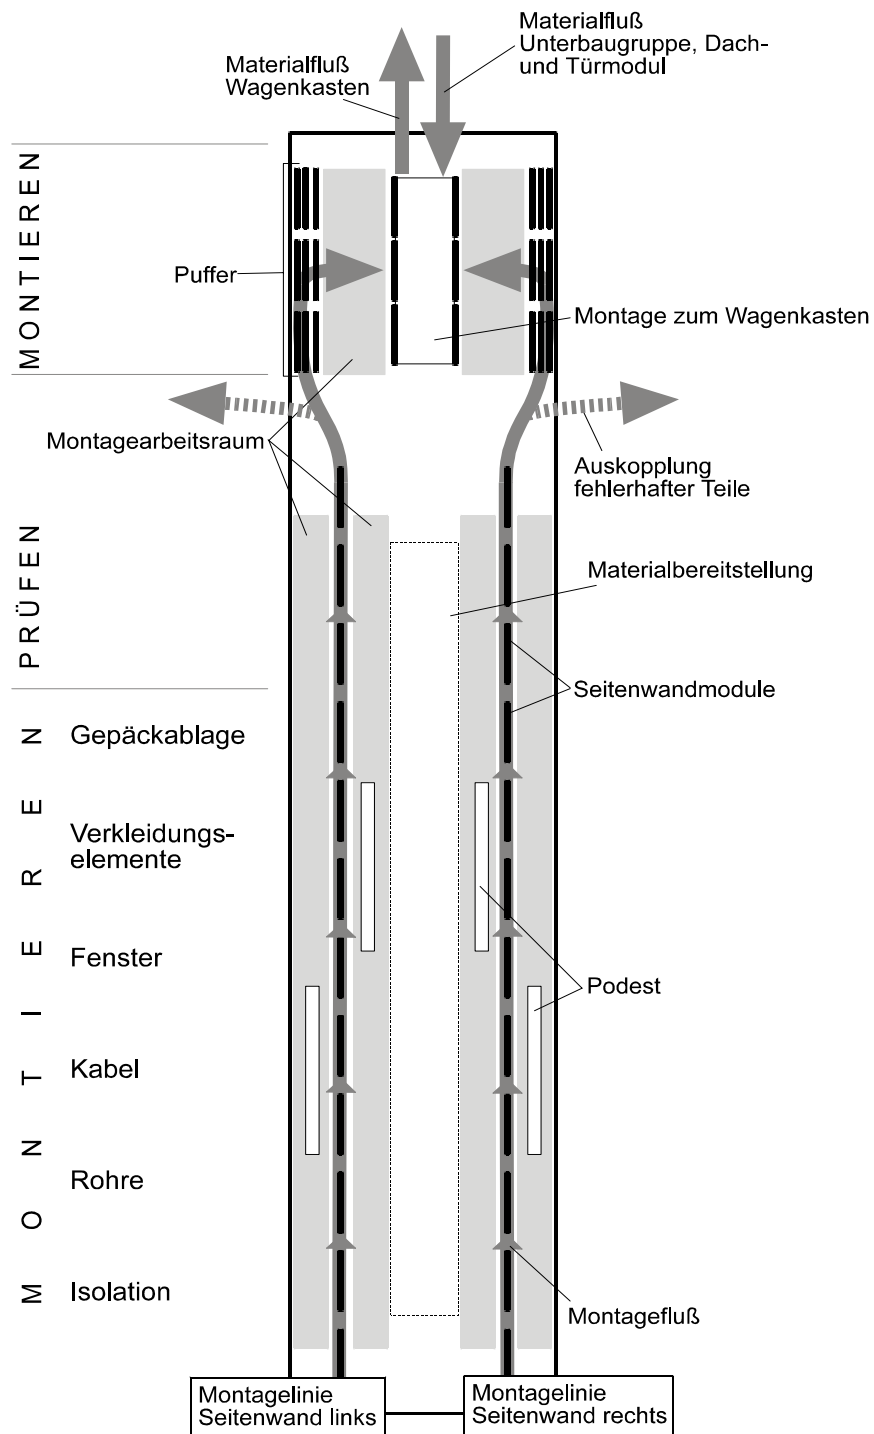 Materialfluß
Unterbaugruppe, Dach-
und Türmodul
Materialfluß
Wagenkasten
MONTIEREN
Puffer
Montage zum Wagenkasten
Montagearbeitsraum
Auskopplung
fehlerhafter Teile
PRÜFEN
Materialbereitstellung
Seitenwandmodule
MONTIEREN
Gepäckablage
Verkleidungs-
elemente
Fenster
Podest
Kabel
Rohre
Isolation
Montagefluß
Montagelinie
Seitenwand links
Montagelinie
Seitenwand rechts